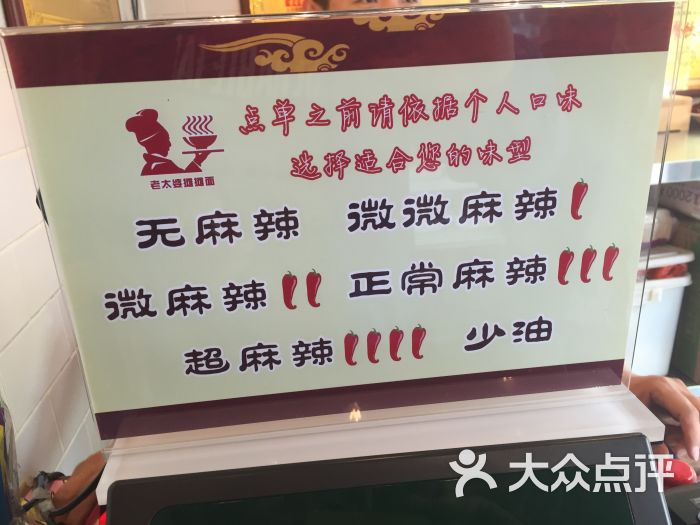 点单之前请依据个人口味
选择适合您的味型
老太婆摊摊面
无麻辣 微微麻辣
微麻辣 正常麻辣
超麻辣 少油
大众点评